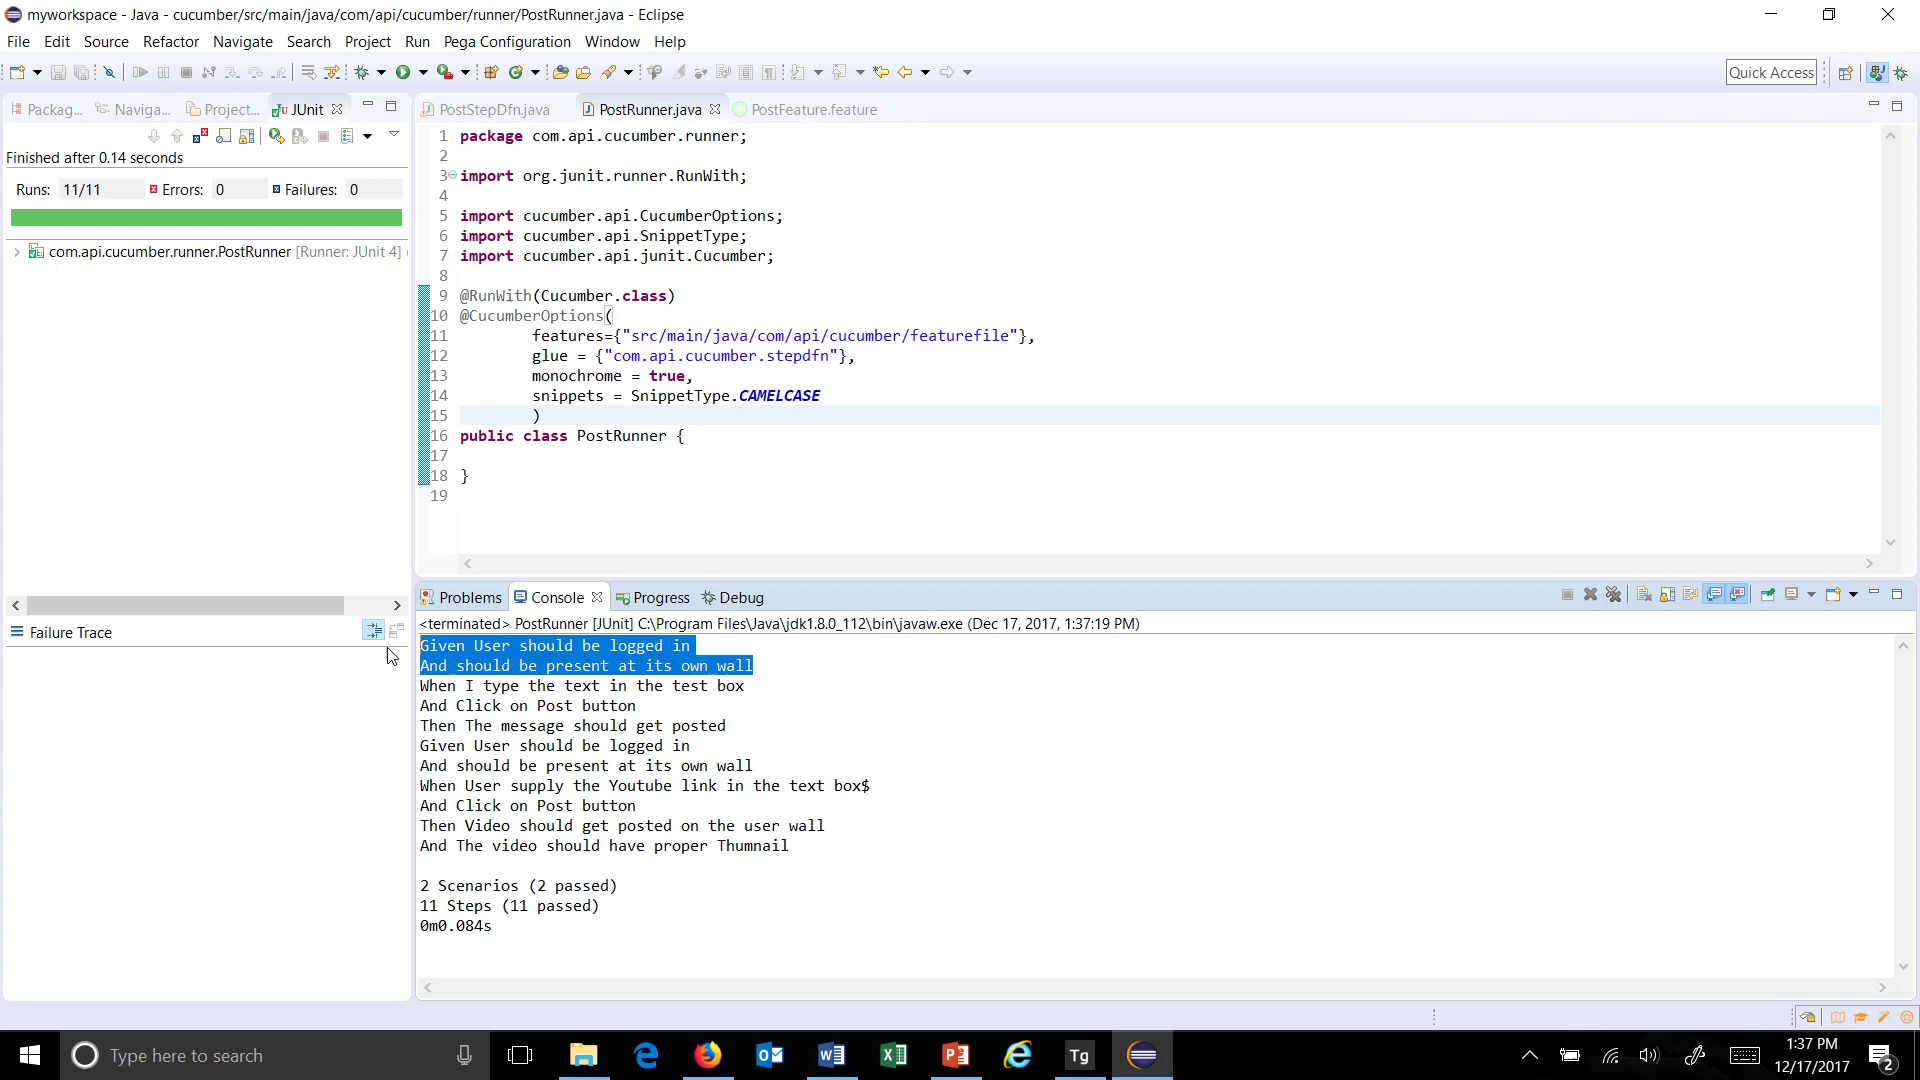 myworkspace - Java - cucumber/src/main/java/com/api/cucumber/runner/PostRunner.java - Eclipse
File Edit Source Refactor Navigate Search Project Run Pega Configuration Window Help
Quick Access
Packag... Naviga... Project... JUnit
Finished after 0.14 seconds
Runs: 11/11 Errors: 0 Failures: 0
com.api.cucumber.runner.PostRunner [Runner: JUnit 4] (
Failure Trace
PostStepDfn.java PostRunner.java PostFeature.feature
1 package com.api.cucumber.runner;
2
3 import org.junit.runner.RunWith;
4
5 import cucumber.api.CucumberOptions;
6 import cucumber.api.SnippetType;
7 import cucumber.api.junit.Cucumber;
8
9 @RunWith(Cucumber.class)
10 @CucumberOptions(
11 features={"src/main/java/com/api/cucumber/featurefile"},
12 glue = {"com.api.cucumber.stepdfn"},
13 monochrome = true,
14 snippets = SnippetType.CAMELCASE
15 )
16 public class PostRunner {
17
18 }
19
Problems Console Progress Debug
<terminated> PostRunner [JUnit] C:\Program Files\Java\jdk1.8.0_112\bin\javaw.exe (Dec 17, 2017, 1:37:19 PM)
Given User should be logged in
And should be present at its own wall
When I type the text in the test box
And Click on Post button
Then The message should get posted
Given User should be logged in
And should be present at its own wall
When User supply the Youtube link in the text box$
And Click on Post button
Then Video should get posted on the user wall
And The video should have proper Thumnail
2 Scenarios (2 passed)
11 Steps (11 passed)
0m0.084s
Type here to search
Tg
1:37 PM
12/17/2017
2